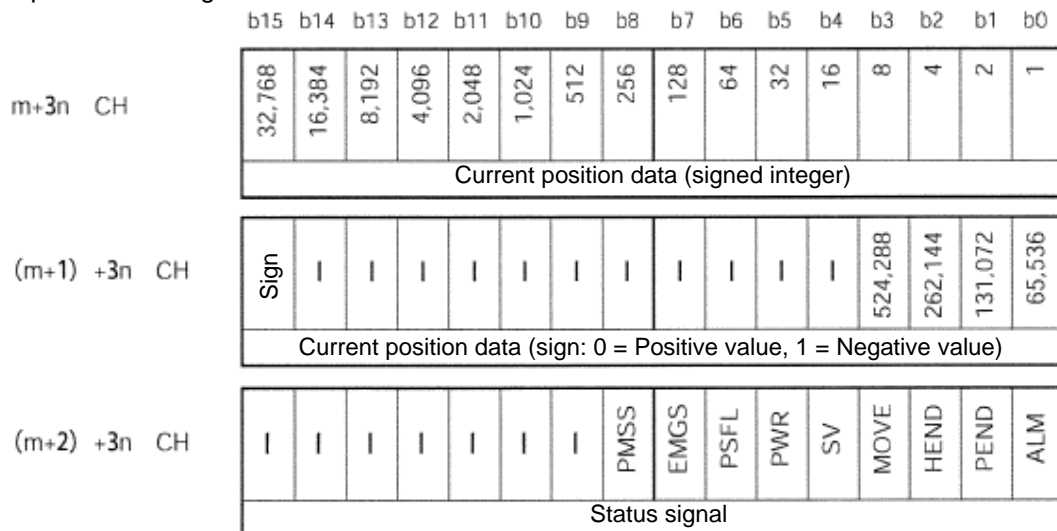 b15 b14 b13 b12 b11 b10 b9 b8 b7 b6 b5 b4 b3 b2 b1 b0
m+3n CH
32,768 16,384 8,192 4,096 2,048 1,024 512 256 128 64 32 16 8 4 2 1
Current position data (signed integer)
(m+1) +3n CH
Sign – – – – – – – – – – – 524,288 262,144 131,072 65,536
Current position data (sign: 0 = Positive value, 1 = Negative value)
(m+2) +3n CH
– – – – – – – PMSS EMGS PSFL PWR SV MOVE HEND PEND ALM
Status signal